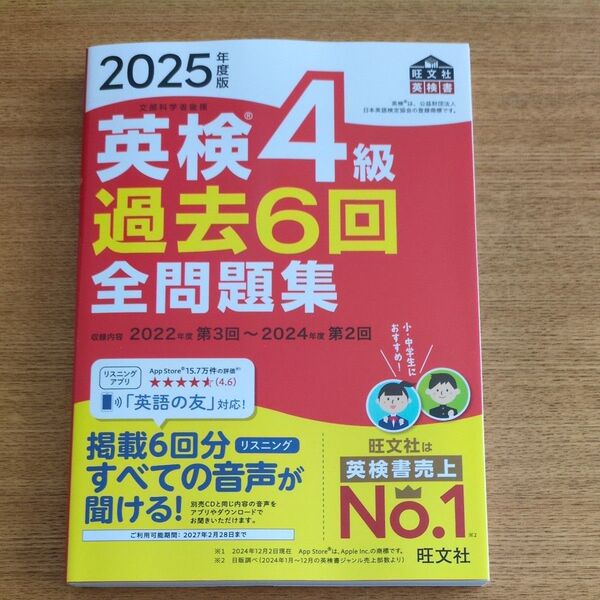 2025年度版
旺文社
英検書
英検®は、公益財団法人
日本英語検定協会の登録商標です。
文部科学省後援
英検®4級
過去6回
全問題集
収録内容 2022年度 第3回～2024年度 第2回
小・中学生に
おすすめ!
リスニング
アプリ
App Store®15.7万件の評価※1
★★★★★(4.6)
「英語の友」対応!
掲載6回分 リスニング
すべての音声が
聞ける!
別売CDと同じ内容の音声を
アプリやダウンロードで
お聞きいただけます。
ご利用可能期間:2027年2月28日まで
旺文社は
英検書売上
No.1※2
※1 2024年12月2日現在 App Store®は、Apple Inc.の商標です。
※2 日販調べ(2024年1月～12月の英検書ジャンル売上部数より)
旺文社